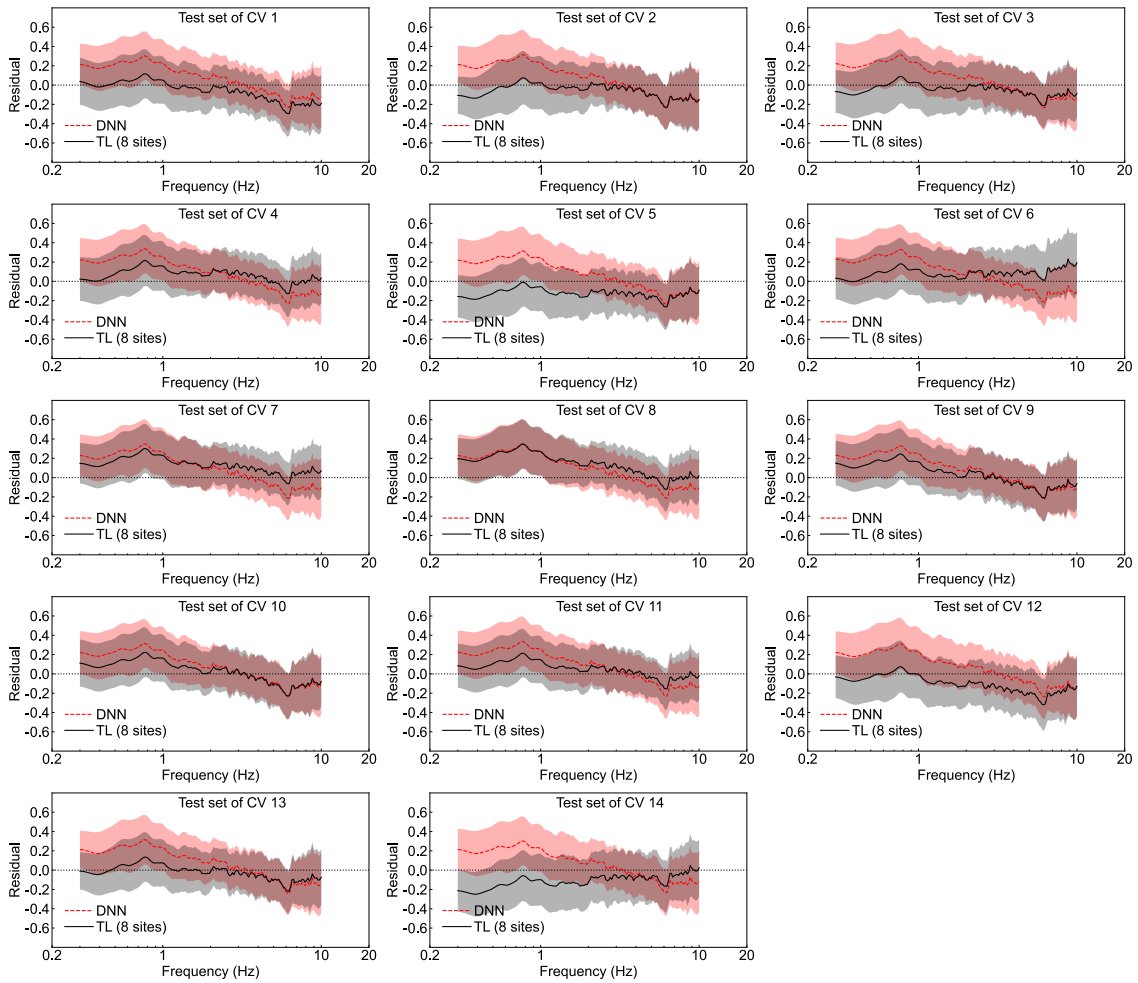 Test set of CV 1
Residual
0.6
0.4
0.2
0
-0.2
-0.4
-0.6
DNN
TL (8 sites)
0.2
1
10
20
Frequency (Hz)
Test set of CV 2
Residual
0.6
0.4
0.2
0
-0.2
-0.4
-0.6
DNN
TL (8 sites)
0.2
1
10
20
Frequency (Hz)
Test set of CV 3
Residual
0.6
0.4
0.2
0
-0.2
-0.4
-0.6
DNN
TL (8 sites)
0.2
1
10
20
Frequency (Hz)
Test set of CV 4
Residual
0.6
0.4
0.2
0
-0.2
-0.4
-0.6
DNN
TL (8 sites)
0.2
1
10
20
Frequency (Hz)
Test set of CV 5
Residual
0.6
0.4
0.2
0
-0.2
-0.4
-0.6
DNN
TL (8 sites)
0.2
1
10
20
Frequency (Hz)
Test set of CV 6
Residual
0.6
0.4
0.2
0
-0.2
-0.4
-0.6
DNN
TL (8 sites)
0.2
1
10
20
Frequency (Hz)
Test set of CV 7
Residual
0.6
0.4
0.2
0
-0.2
-0.4
-0.6
DNN
TL (8 sites)
0.2
1
10
20
Frequency (Hz)
Test set of CV 8
Residual
0.6
0.4
0.2
0
-0.2
-0.4
-0.6
DNN
TL (8 sites)
0.2
1
10
20
Frequency (Hz)
Test set of CV 9
Residual
0.6
0.4
0.2
0
-0.2
-0.4
-0.6
DNN
TL (8 sites)
0.2
1
10
20
Frequency (Hz)
Test set of CV 10
Residual
0.6
0.4
0.2
0
-0.2
-0.4
-0.6
DNN
TL (8 sites)
0.2
1
10
20
Frequency (Hz)
Test set of CV 11
Residual
0.6
0.4
0.2
0
-0.2
-0.4
-0.6
DNN
TL (8 sites)
0.2
1
10
20
Frequency (Hz)
Test set of CV 12
Residual
0.6
0.4
0.2
0
-0.2
-0.4
-0.6
DNN
TL (8 sites)
0.2
1
10
20
Frequency (Hz)
Test set of CV 13
Residual
0.6
0.4
0.2
0
-0.2
-0.4
-0.6
DNN
TL (8 sites)
0.2
1
10
20
Frequency (Hz)
Test set of CV 14
Residual
0.6
0.4
0.2
0
-0.2
-0.4
-0.6
DNN
TL (8 sites)
0.2
1
10
20
Frequency (Hz)